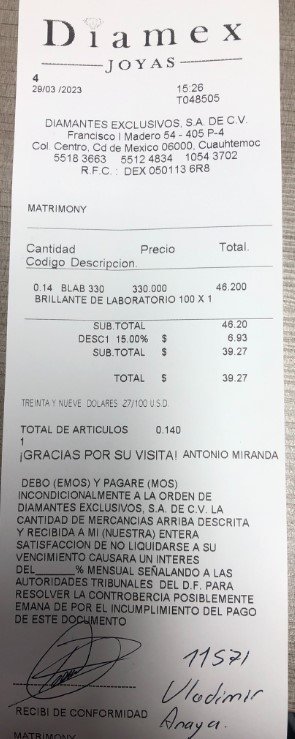 Diamex
JOYAS
4
29/03 /2023 15:26
T048505
DIAMANTES EXCLUSIVOS, S.A. DE C.V.
Francisco I Madero 54 - 405 P-4
Col. Centro, Cd de Mexico 06000, Cuauhtemoc
5518 3663 5512 4834 1054 3702
R.F.C. : DEX 050113 6R8
MATRIMONY
Cantidad Precio Total.
Codigo Descripcion.
0.14 BLAB 330 330.000 46.200
BRILLANTE DE LABORATORIO 100 X 1
SUB.TOTAL 46.20
DESC1 15.00% $ 6.93
SUB.TOTAL $ 39.27
TOTAL $ 39.27
TREINTA Y NUEVE DOLARES 27/100 U.S.D.
TOTAL DE ARTICULOS 0.140
1
¡GRACIAS POR SU VISITA! ANTONIO MIRANDA
DEBO (EMOS) Y PAGARE (MOS)
INCONDICIONALMENTE A LA ORDEN DE
DIAMANTES EXCLUSIVOS, S.A. DE C.V. LA
CANTIDAD DE MERCANCIAS ARRIBA DESCRITA
Y RECIBIDA A MI (NUESTRA) ENTERA
SATISFACCION DE NO LIQUIDARSE A SU
VENCIMIENTO CAUSARA UN INTERES
DEL______% MENSUAL SEÑALANDO A LAS
AUTORIDADES TRIBUNALES DEL D.F. PARA
RESOLVER LA CONTROBERCIA POSIBLEMENTE
EMANA DE POR EL INCUMPLIMIENTO DEL PAGO
DE ESTE DOCUMENTO
11571
Vladimir
Anaya.
RECIBI DE CONFORMIDAD
MATRIMONY